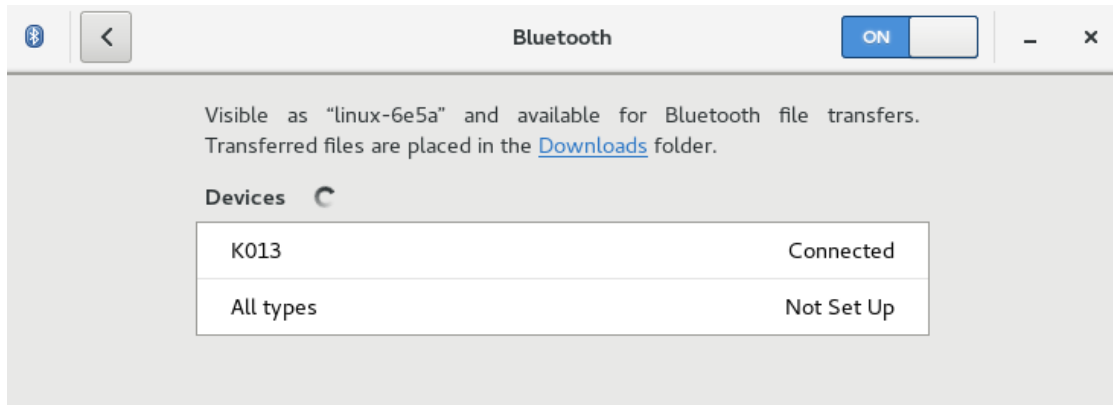 Bluetooth
ON
Visible as “linux-6e5a” and available for Bluetooth file transfers.
Transferred files are placed in the Downloads folder.
Devices
K013 Connected
All types Not Set Up